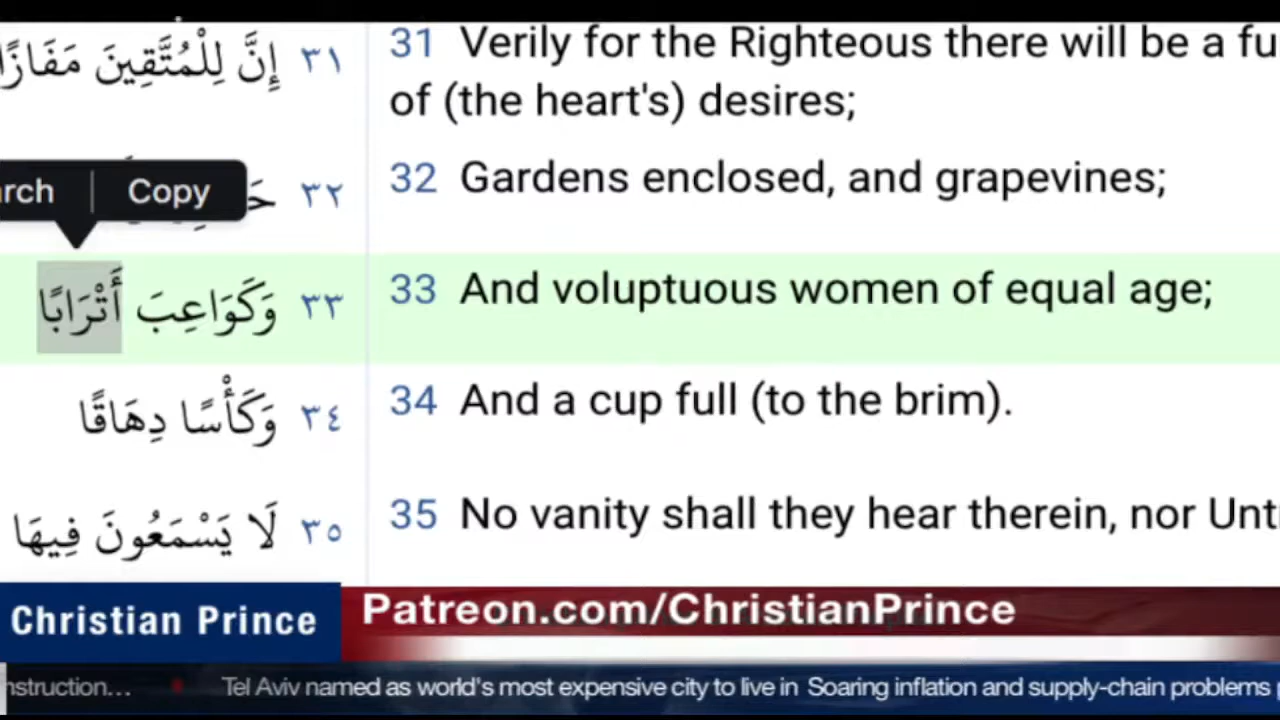 إِنَّ لِلْمُتَّقِينَ مَفَازًا ٣١
31 Verily for the Righteous there will be a
of (the heart's) desires;
Copy
٣٢
32 Gardens enclosed, and grapevines;
وَكَوَاعِبَ أَتْرَابًا ٣٣
33 And voluptuous women of equal age;
وَكَأْسًا دِهَاقًا ٣٤
34 And a cup full (to the brim).
لَا يَسْمَعُونَ فِيهَا ٣٥
35 No vanity shall they hear therein, nor
Christian Prince
Patreon.com/ChristianPrince
nstruction... Tel Aviv named as world's most expensive city to live in Soaring inflation and supply-chain problems